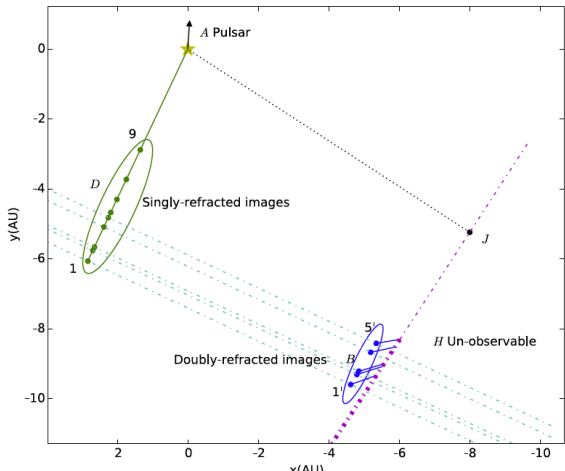 0
A Pulsar
-2
9
-4
D
Singly-refracted images
y(AU)
J
-6
1
-8
5'
H Un-observable
Doubly-refracted images
B
1'
-10
2 0 -2 -4 -6 -8 -10
x(AU)